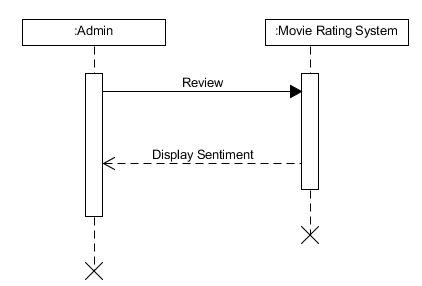 :Admin
:Movie Rating System
Review
Display Sentiment